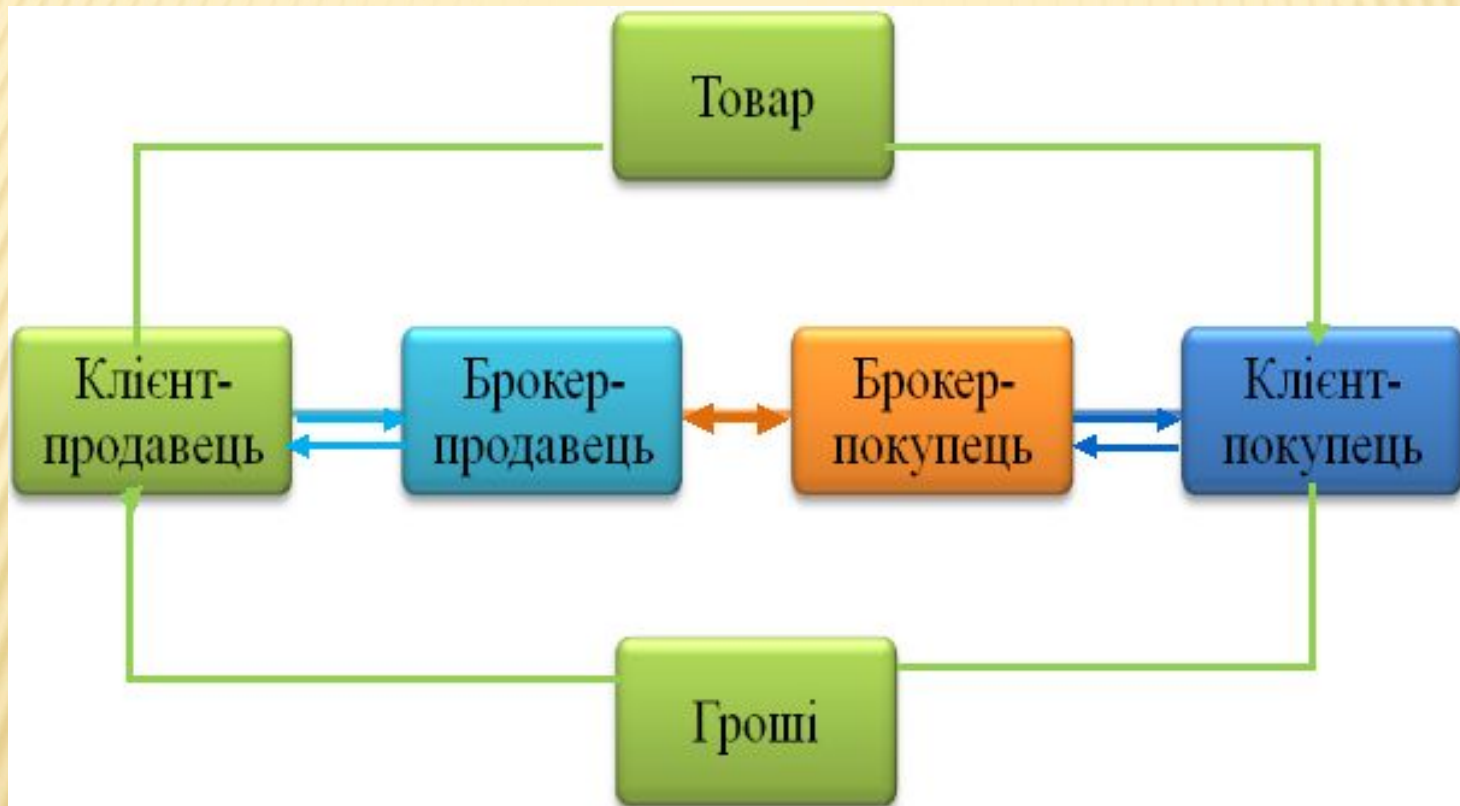 Товар
Клієнт-
продавець
Брокер-
продавець
Брокер-
покупець
Клієнт-
покупець
Гроші